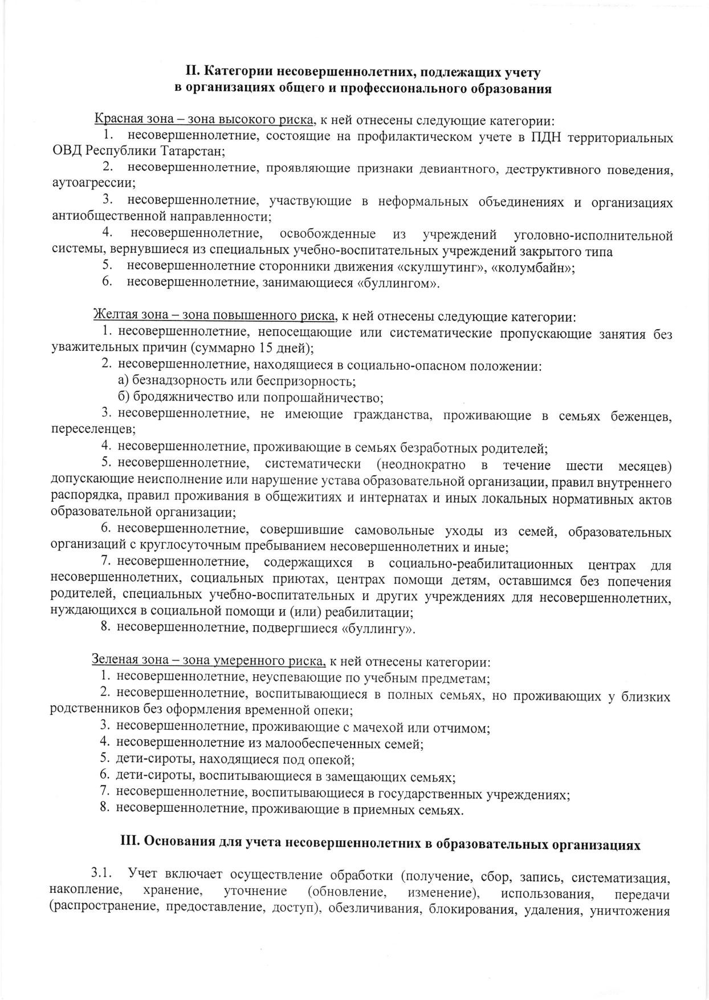 II. Категории несовершеннолетних, подлежащих учету
в организациях общего и профессионального образования
Красная зона – зона высокого риска, к ней отнесены следующие категории:
1. несовершеннолетние, состоящие на профилактическом учете в ПДН территориальных
ОВД Республики Татарстан;
2. несовершеннолетние, проявляющие признаки девиантного, деструктивного поведения,
аутоагрессии;
3. несовершеннолетние, участвующие в неформальных объединениях и организациях
антиобщественной направленности;
4. несовершеннолетние, освобожденные из учреждений уголовно-исполнительной
системы, вернувшиеся из специальных учебно-воспитательных учреждений закрытого типа
5. несовершеннолетние сторонники движения «скулшутинг», «колумбайн»;
6. несовершеннолетние, занимающиеся «буллингом».
Желтая зона – зона повышенного риска, к ней отнесены следующие категории:
1. несовершеннолетние, непосещающие или систематические пропускающие занятия без
уважительных причин (суммарно 15 дней);
2. несовершеннолетние, находящиеся в социально-опасном положении:
а) безнадзорность или беспризорность;
б) бродяжничество или попрошайничество;
3. несовершеннолетние, не имеющие гражданства, проживающие в семьях беженцев,
переселенцев;
4. несовершеннолетние, проживающие в семьях безработных родителей;
5. несовершеннолетние, систематически (неоднократно в течение шести месяцев)
допускающие неисполнение или нарушение устава образовательной организации, правил внутреннего
распорядка, правил проживания в общежитиях и интернатах и иных локальных нормативных актов
образовательной организации;
6. несовершеннолетние, совершившие самовольные уходы из семей, образовательных
организаций с круглосуточным пребыванием несовершеннолетних и иные;
7. несовершеннолетние, содержащихся в социально-реабилитационных центрах для
несовершеннолетних, социальных приютах, центрах помощи детям, оставшимся без попечения
родителей, специальных учебно-воспитательных и других учреждениях для несовершеннолетних,
нуждающихся в социальной помощи и (или) реабилитации;
8. несовершеннолетние, подвергшиеся «буллингу».
Зеленая зона – зона умеренного риска, к ней отнесены категории:
1. несовершеннолетние, неуспевающие по учебным предметам;
2. несовершеннолетние, воспитывающиеся в полных семьях, но проживающих у близких
родственников без оформления временной опеки;
3. несовершеннолетние, проживающие с мачехой или отчимом;
4. несовершеннолетние из малообеспеченных семей;
5. дети-сироты, находящиеся под опекой;
6. дети-сироты, воспитывающиеся в замещающих семьях;
7. несовершеннолетние, воспитывающиеся в государственных учреждениях;
8. несовершеннолетние, проживающие в приемных семьях.
III. Основания для учета несовершеннолетних в образовательных организациях
3.1. Учет включает осуществление обработки (получение, сбор, запись, систематизация,
накопление, хранение, уточнение (обновление, изменение), использования, передачи
(распространение, предоставление, доступ), обезличивания, блокирования, удаления, уничтожения